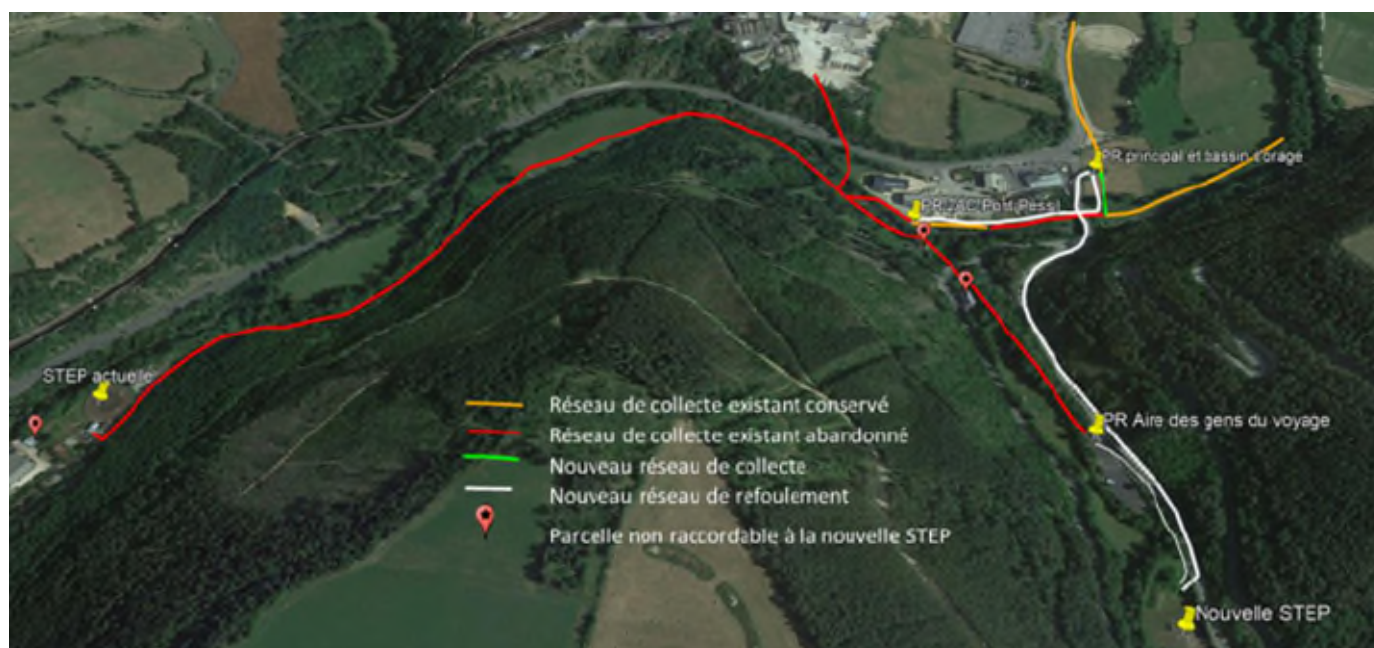 PR principal et bassin d'orage
PR ZAC Pont Pessil
STEP actuelle
PR Aire des gens du voyage
Nouvelle STEP
Réseau de collecte existant conservé
Réseau de collecte existant abandonné
Nouveau réseau de collecte
Nouveau réseau de refoulement
Parcelle non raccordable à la nouvelle STEP